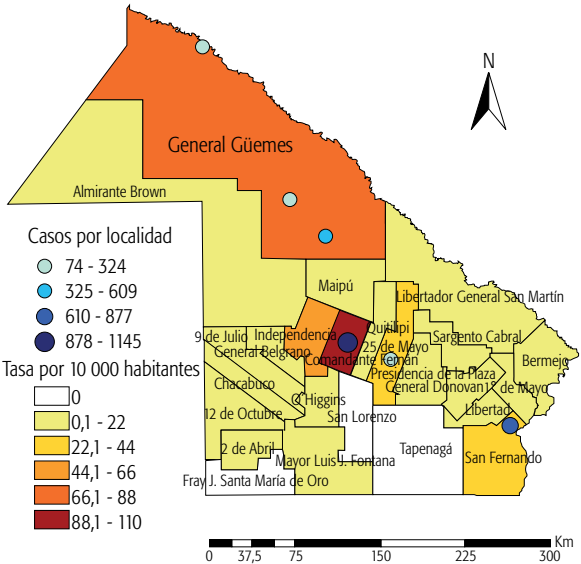 N
General Güemes
Almirante Brown
Casos por localidad
74 - 324
325 - 609
610 - 877
878 - 1145
Tasa por 10 000 habitantes
0
0,1 - 22
22,1 - 44
44,1 - 66
66,1 - 88
88,1 - 110
Maipú
Libertador General San Martín
9 de Julio
Independencia
Quitilipi
Sargento Cabral
General Belgrano
25 de Mayo
Comandante Fernán
Bermejo
Chacabuco
Presidencia de la Plaza
General Donovan
1º de Mayo
O'Higgins
12 de Octubre
San Lorenzo
Libertad
2 de Abril
Tapenagá
Mayor Luis J. Fontana
San Fernando
Fray J. Santa María de Oro
Km
0 37,5 75 150 225 300